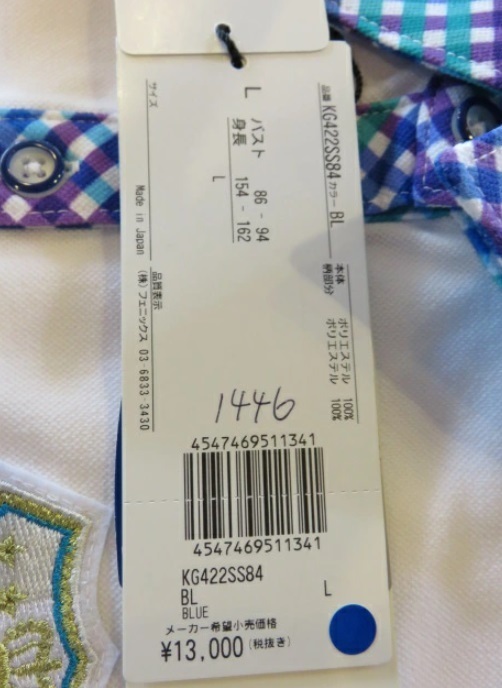 品番 KG422SS84 カラー BL
本体 ポリエステル 100%
柄部分 ポリエステル 100%
L バスト 86 - 94
身長 154 - 162
L
サイズ
Made in Japan
品質表示
(株)フェニックス 03-6833-3430
1446
4547469511341
4547469511341
KG422SS84
BL L
BLUE
メーカー希望小売価格
¥13,000(税抜き)